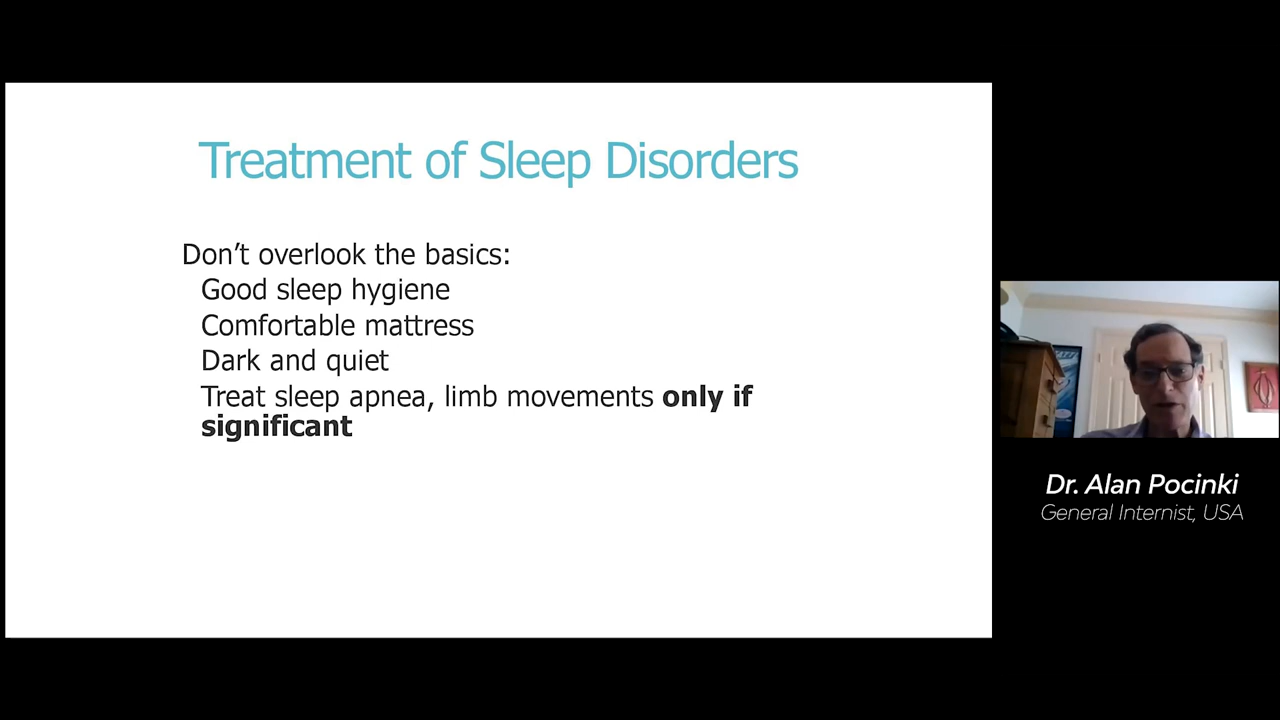 Treatment of Sleep Disorders
Don’t overlook the basics:
Good sleep hygiene
Comfortable mattress
Dark and quiet
Treat sleep apnea, limb movements only if
significant
Dr. Alan Pocinki
General Internist, USA